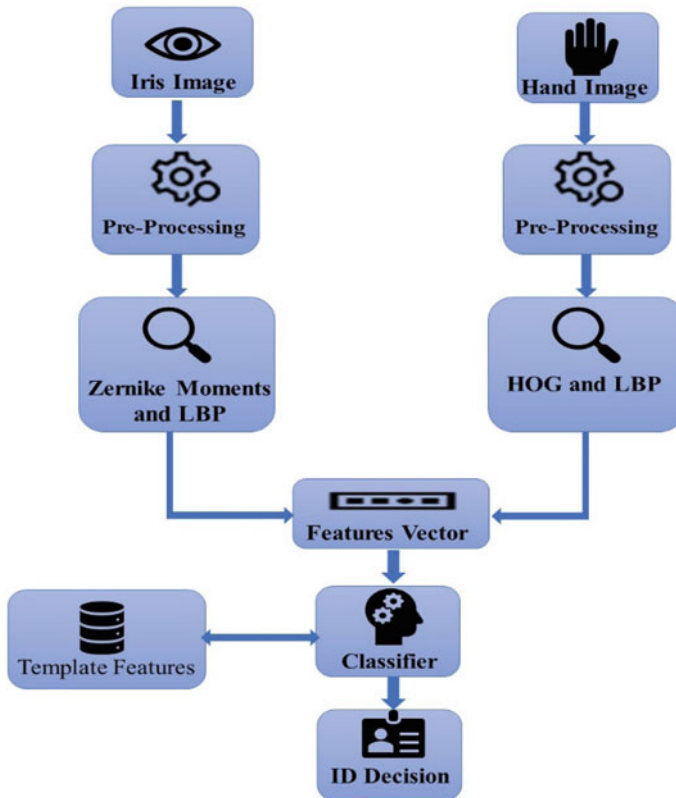 Iris Image
Hand Image
Pre-Processing
Pre-Processing
Zernike Moments
and LBP
HOG and LBP
Features Vector
Template Features
Classifier
ID Decision